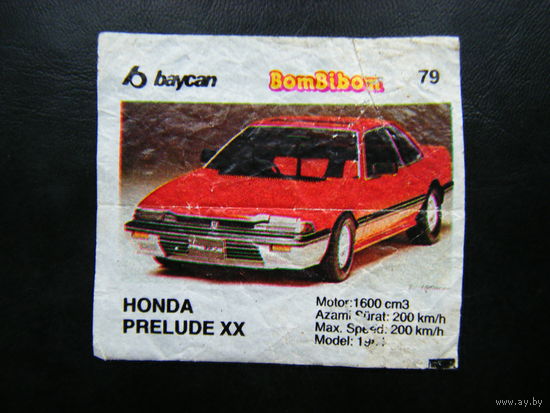 baycan BomBibom 79
HONDA
PRELUDE XX
Motor:1600 cm3
Azami Sürat: 200 km/h
Max. Speed: 200 km/h
Model:
www.ay.by